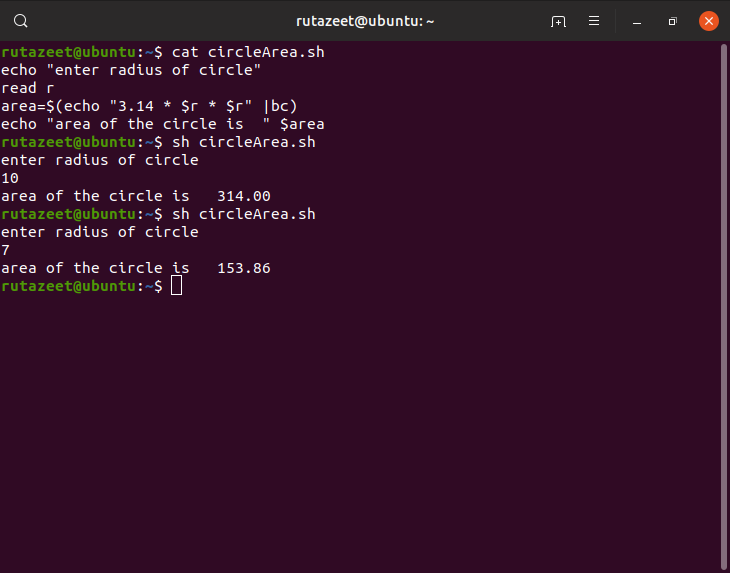 rutazeet@ubuntu: ~
rutazeet@ubuntu:~$ cat circleArea.sh
echo "enter radius of circle"
read r
area=$(echo "3.14 * $r * $r" |bc)
echo "area of the circle is  " $area
rutazeet@ubuntu:~$ sh circleArea.sh
enter radius of circle
10
area of the circle is   314.00
rutazeet@ubuntu:~$ sh circleArea.sh
enter radius of circle
7
area of the circle is   153.86
rutazeet@ubuntu:~$